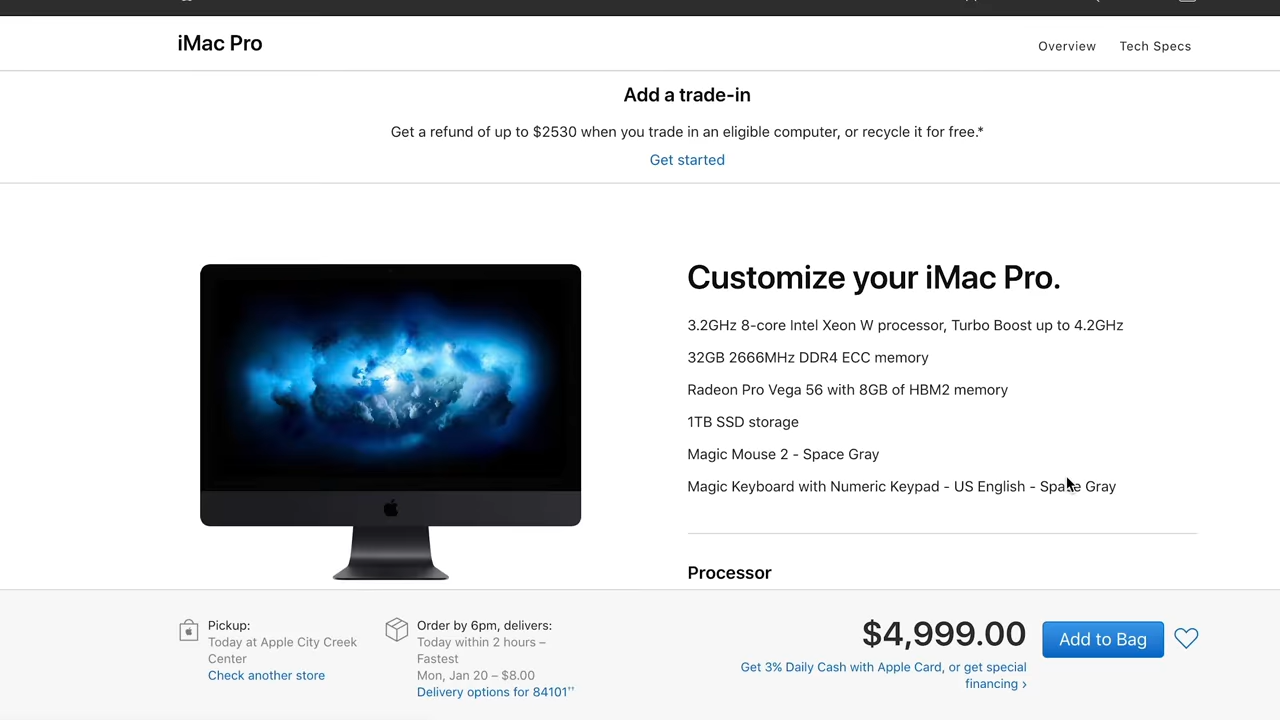 iMac Pro
Overview
Tech Specs
Add a trade-in
Get a refund of up to $2530 when you trade in an eligible computer, or recycle it for free.*
Get started
Customize your iMac Pro.
3.2GHz 8-core Intel Xeon W processor, Turbo Boost up to 4.2GHz
32GB 2666MHz DDR4 ECC memory
Radeon Pro Vega 56 with 8GB of HBM2 memory
1TB SSD storage
Magic Mouse 2 - Space Gray
Magic Keyboard with Numeric Keypad - US English - Space Gray
Processor
Pickup:
Today at Apple City Creek
Center
Check another store
Order by 6pm, delivers:
Today within 2 hours –
Fastest
Mon, Jan 20 – $8.00
Delivery options for 84101††
$4,999.00
Get 3% Daily Cash with Apple Card, or get special
financing ›
Add to Bag